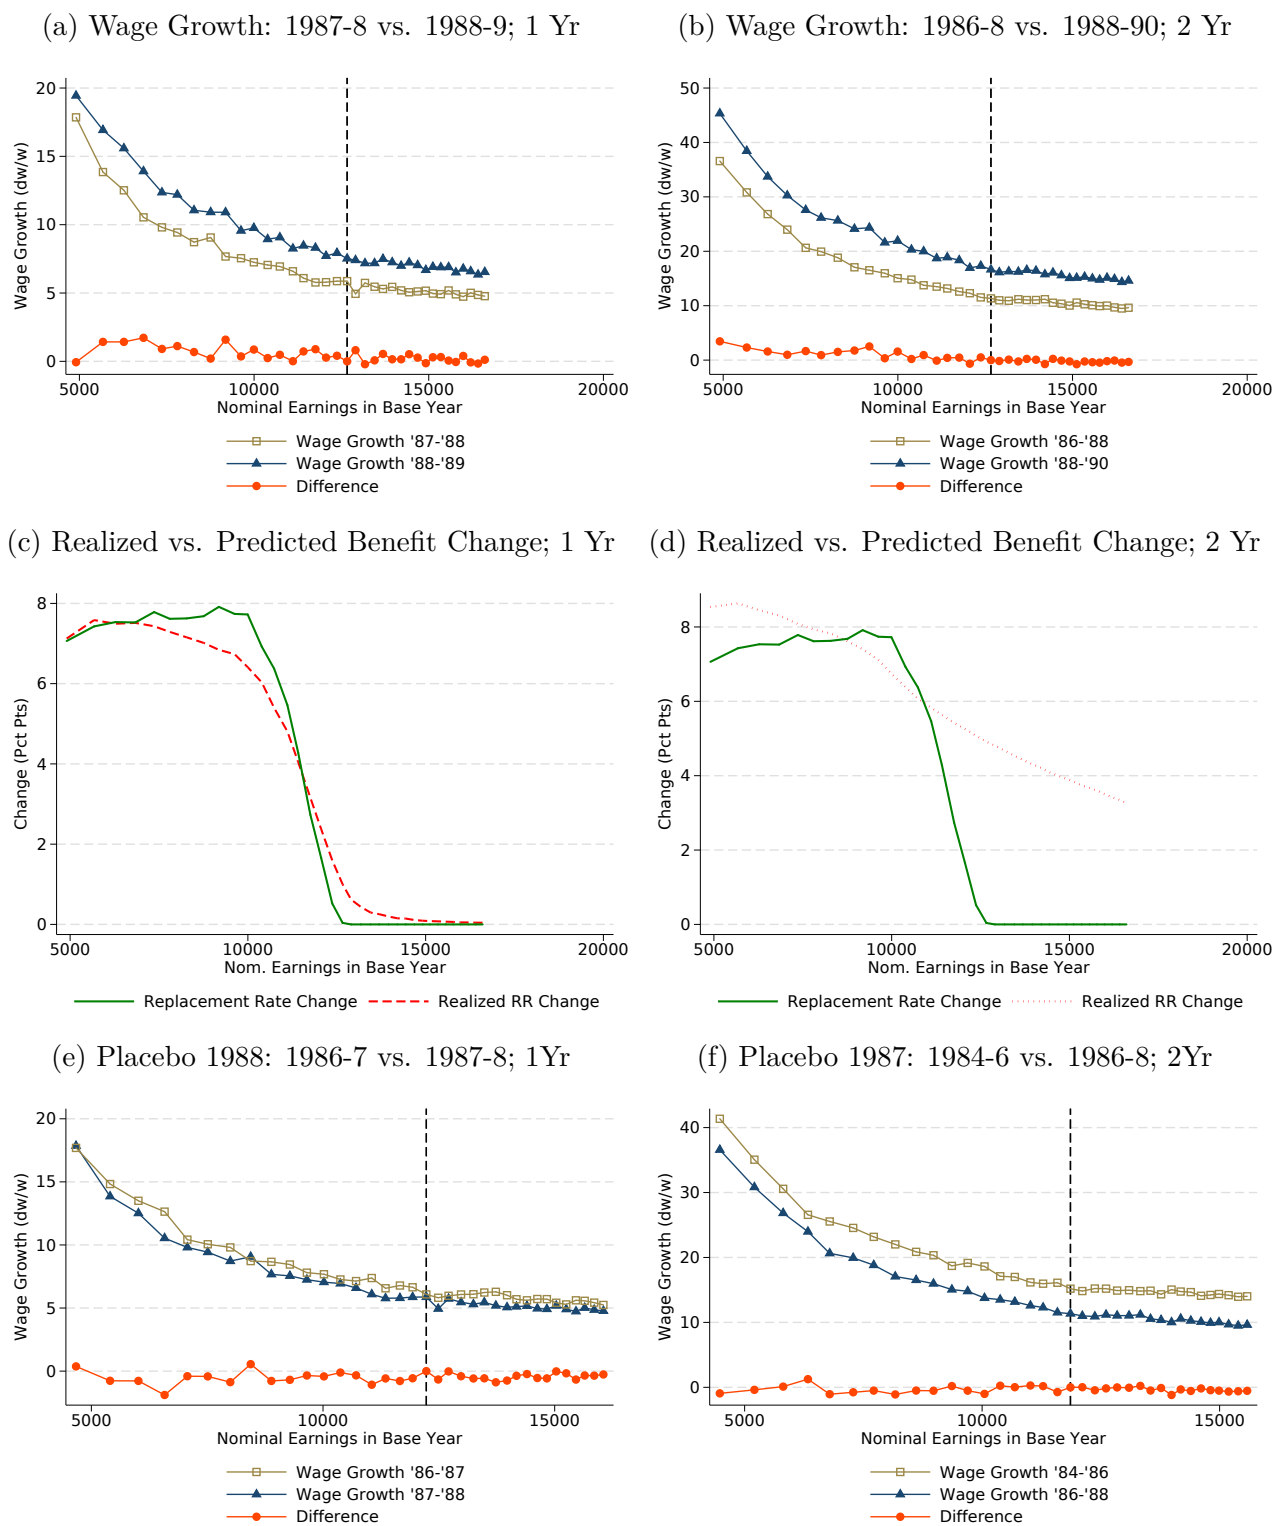 (a) Wage Growth: 1987-8 vs. 1988-9; 1 Yr
Wage Growth (dw/w)
20
15
10
5
0
5000 10000 15000 20000
Nominal Earnings in Base Year
Wage Growth '87-'88
Wage Growth '88-'89
Difference
(b) Wage Growth: 1986-8 vs. 1988-90; 2 Yr
Wage Growth (dw/w)
50
40
30
20
10
0
5000 10000 15000 20000
Nominal Earnings in Base Year
Wage Growth '86-'88
Wage Growth '88-'90
Difference
(c) Realized vs. Predicted Benefit Change; 1 Yr
Change (Pct Pts)
8
6
4
2
0
5000 10000 15000 20000
Nom. Earnings in Base Year
Replacement Rate Change Realized RR Change
(d) Realized vs. Predicted Benefit Change; 2 Yr
Change (Pct Pts)
8
6
4
2
0
5000 10000 15000 20000
Nom. Earnings in Base Year
Replacement Rate Change Realized RR Change
(e) Placebo 1988: 1986-7 vs. 1987-8; 1Yr
Wage Growth (dw/w)
20
15
10
5
0
5000 10000 15000
Nominal Earnings in Base Year
Wage Growth '86-'87
Wage Growth '87-'88
Difference
(f) Placebo 1987: 1984-6 vs. 1986-8; 2Yr
Wage Growth (dw/w)
40
30
20
10
0
5000 10000 15000
Nominal Earnings in Base Year
Wage Growth '84-'86
Wage Growth '86-'88
Difference